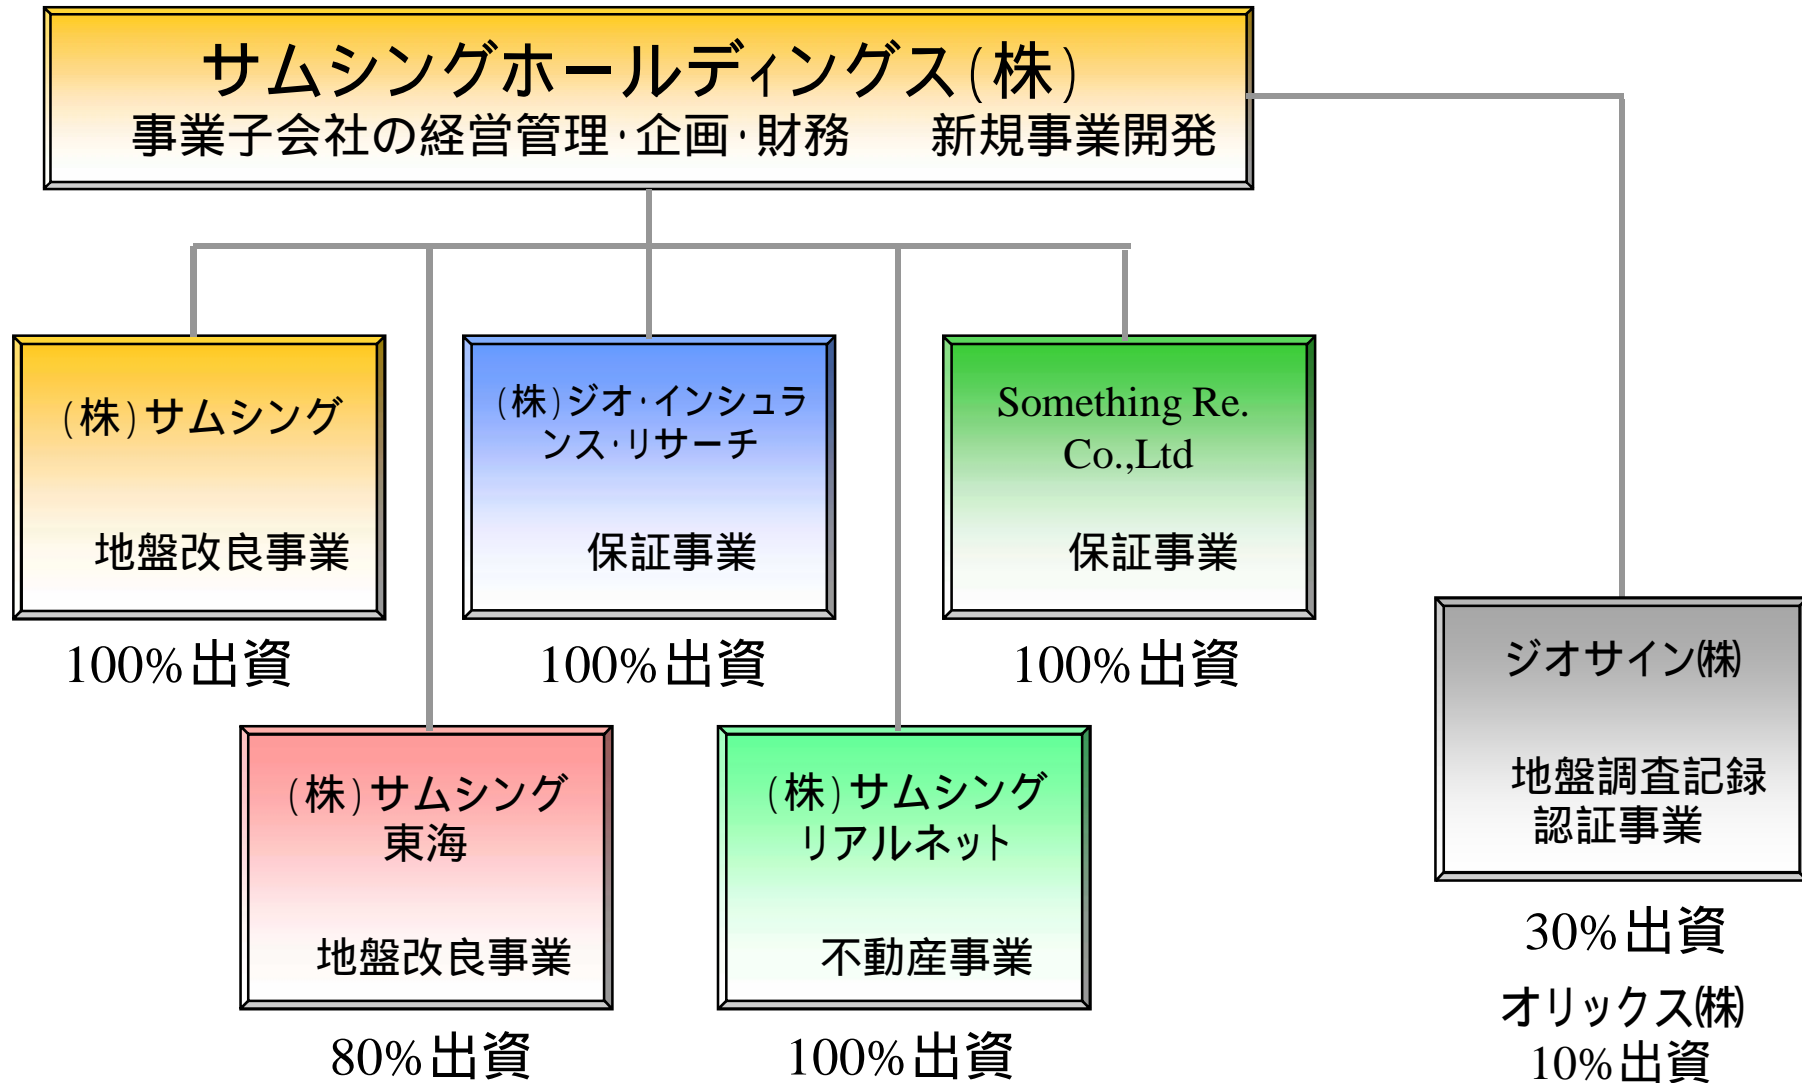 サムシングホールディングス(株)
事業子会社の経営管理・企画・財務　　新規事業開発
(株)サムシング
地盤改良事業
100%出資
(株)ジオ・インシュラ
ンス・リサーチ
保証事業
100%出資
Something Re.
Co.,Ltd
保証事業
100%出資
(株)サムシング
東海
地盤改良事業
80%出資
(株)サムシング
リアルネット
不動産事業
100%出資
ジオサイン㈱
地盤調査記録
認証事業
30%出資
オリックス㈱
10%出資